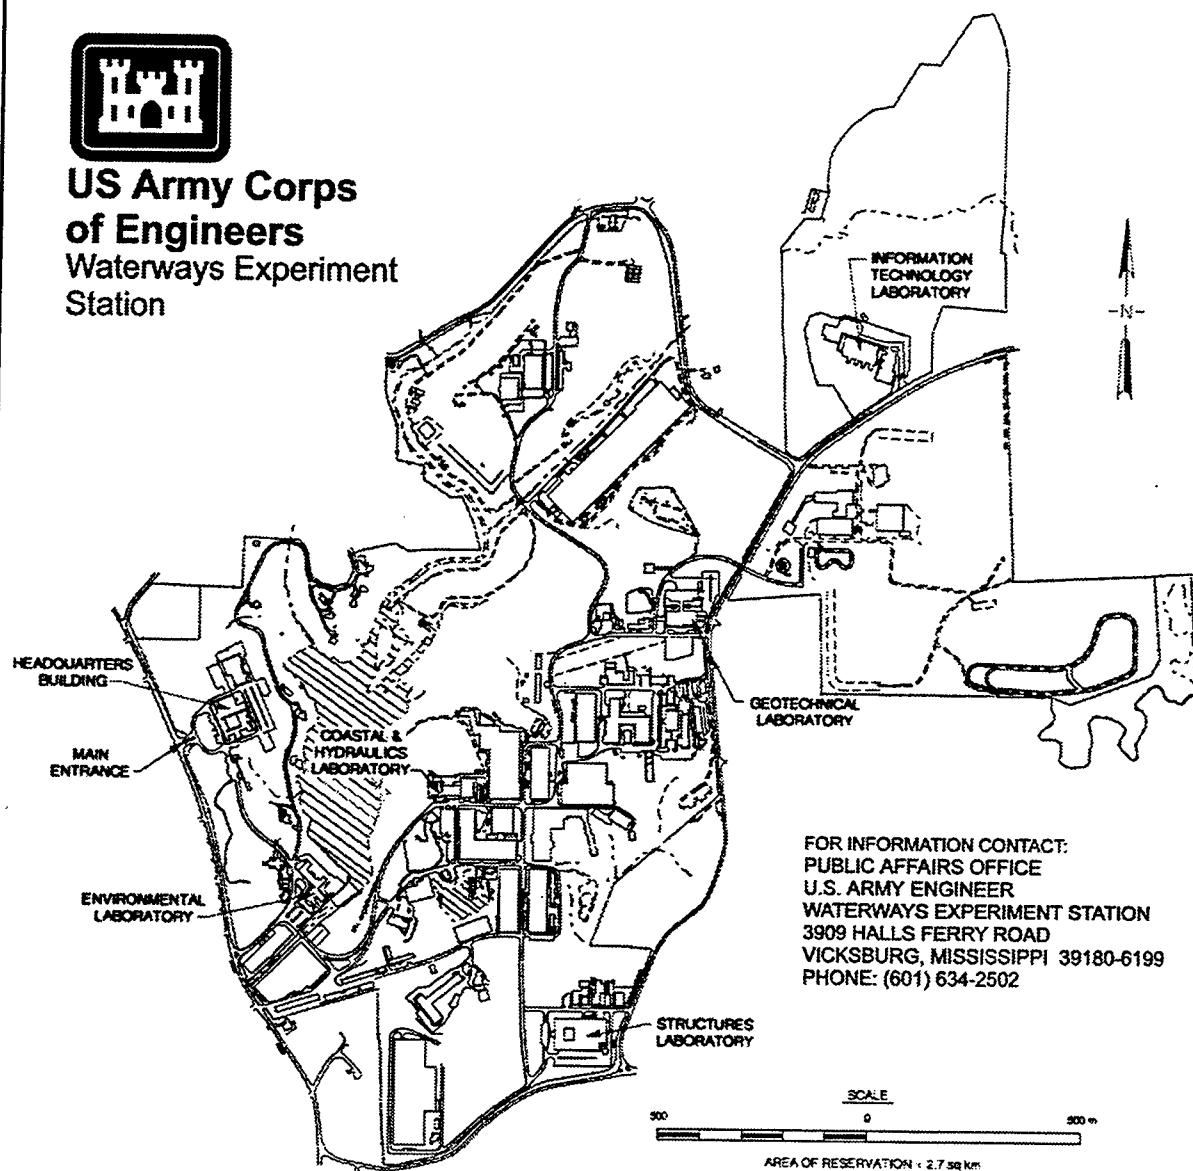 US Army Corps
of Engineers
Waterways Experiment
Station
INFORMATION
TECHNOLOGY
LABORATORY
-N-
HEADQUARTERS
BUILDING
MAIN
ENTRANCE
COASTAL &
HYDRAULICS
LABORATORY
GEOTECHNICAL
LABORATORY
ENVIRONMENTAL
LABORATORY
STRUCTURES
LABORATORY
FOR INFORMATION CONTACT:
PUBLIC AFFAIRS OFFICE
U.S. ARMY ENGINEER
WATERWAYS EXPERIMENT STATION
3909 HALLS FERRY ROAD
VICKSBURG, MISSISSIPPI 39180-6199
PHONE: (601) 634-2502
SCALE
500 0 500 m
AREA OF RESERVATION = 2.7 sq km